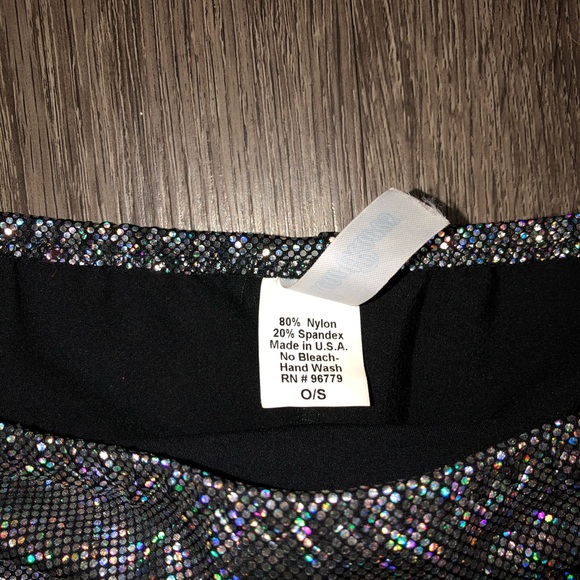 80% Nylon
20% Spandex
Made in U.S.A.
No Bleach-
Hand Wash
RN # 96779
O/S